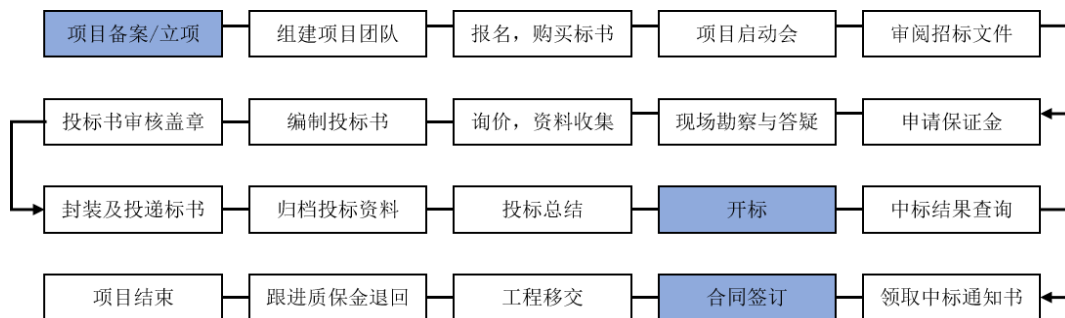 项目备案/立项
组建项目团队
报名，购买标书
项目启动会
审阅招标文件
投标书审核盖章
编制投标书
询价，资料收集
现场勘察与答疑
申请保证金
封装及投递标书
归档投标资料
投标总结
开标
中标结果查询
项目结束
跟进质保金退回
工程移交
合同签订
领取中标通知书